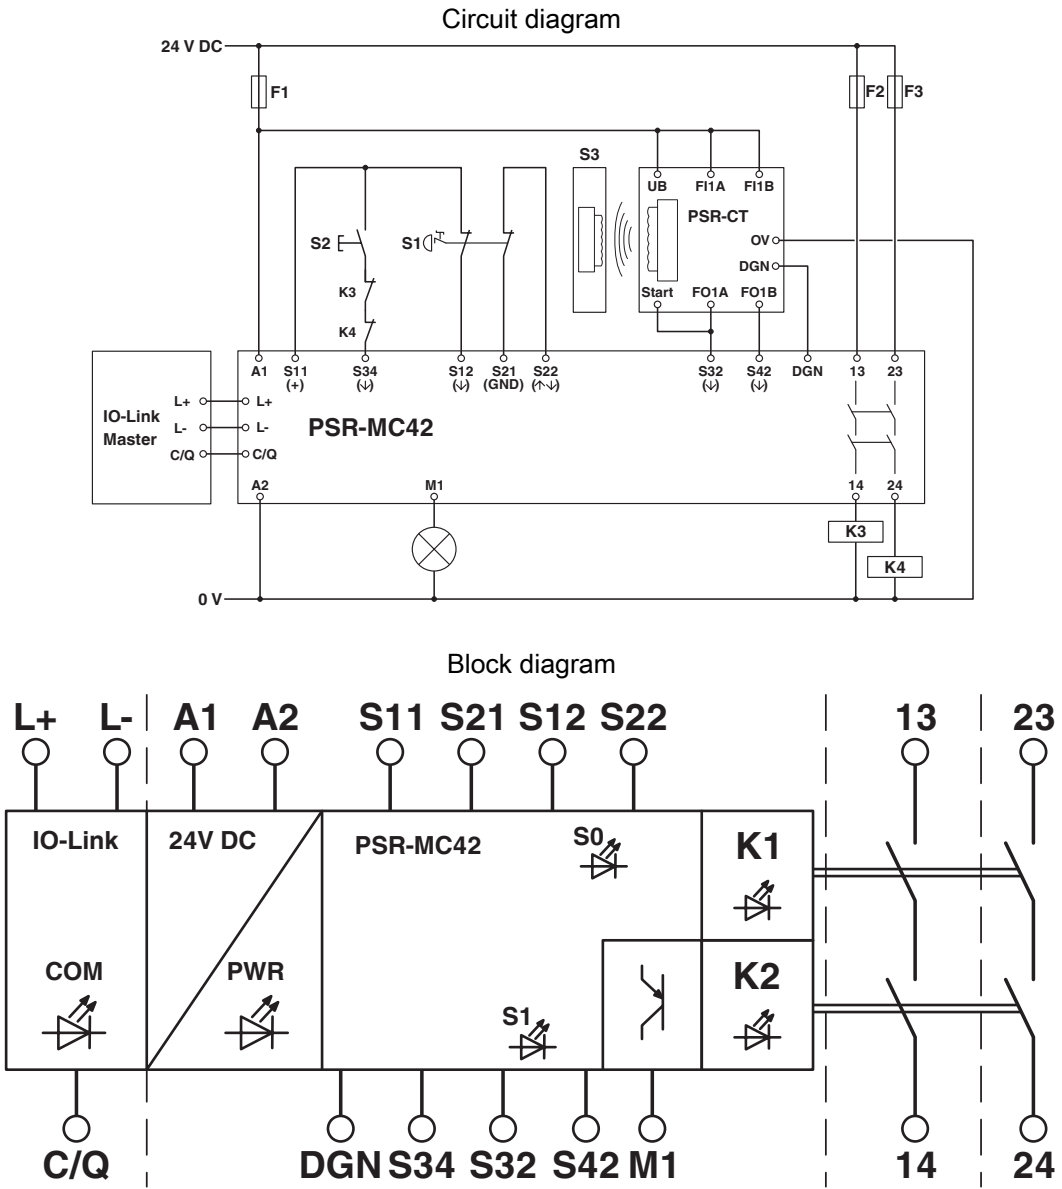 Circuit diagram
24 V DC
F1
F2
F3
S3
UB
FI1A
FI1B
PSR-CT
S2
S1
OV
DGN
K3
Start
FO1A
FO1B
K4
A1
S11
(+)
S34
(↓)
S12
(↓)
S21
(GND)
S22
(↑↓)
S32
(↓)
S42
(↓)
DGN
13
23
IO-Link
Master
L+
L+
L-
L-
C/Q
C/Q
PSR-MC42
A2
M1
14
24
K3
K4
0 V
Block diagram
L+ L- A1 A2 S11 S21 S12 S22 13 23
IO-Link
24V DC
PSR-MC42
S0
K1
COM
PWR
S1
K2
C/Q DGN S34 S32 S42 M1 14 24